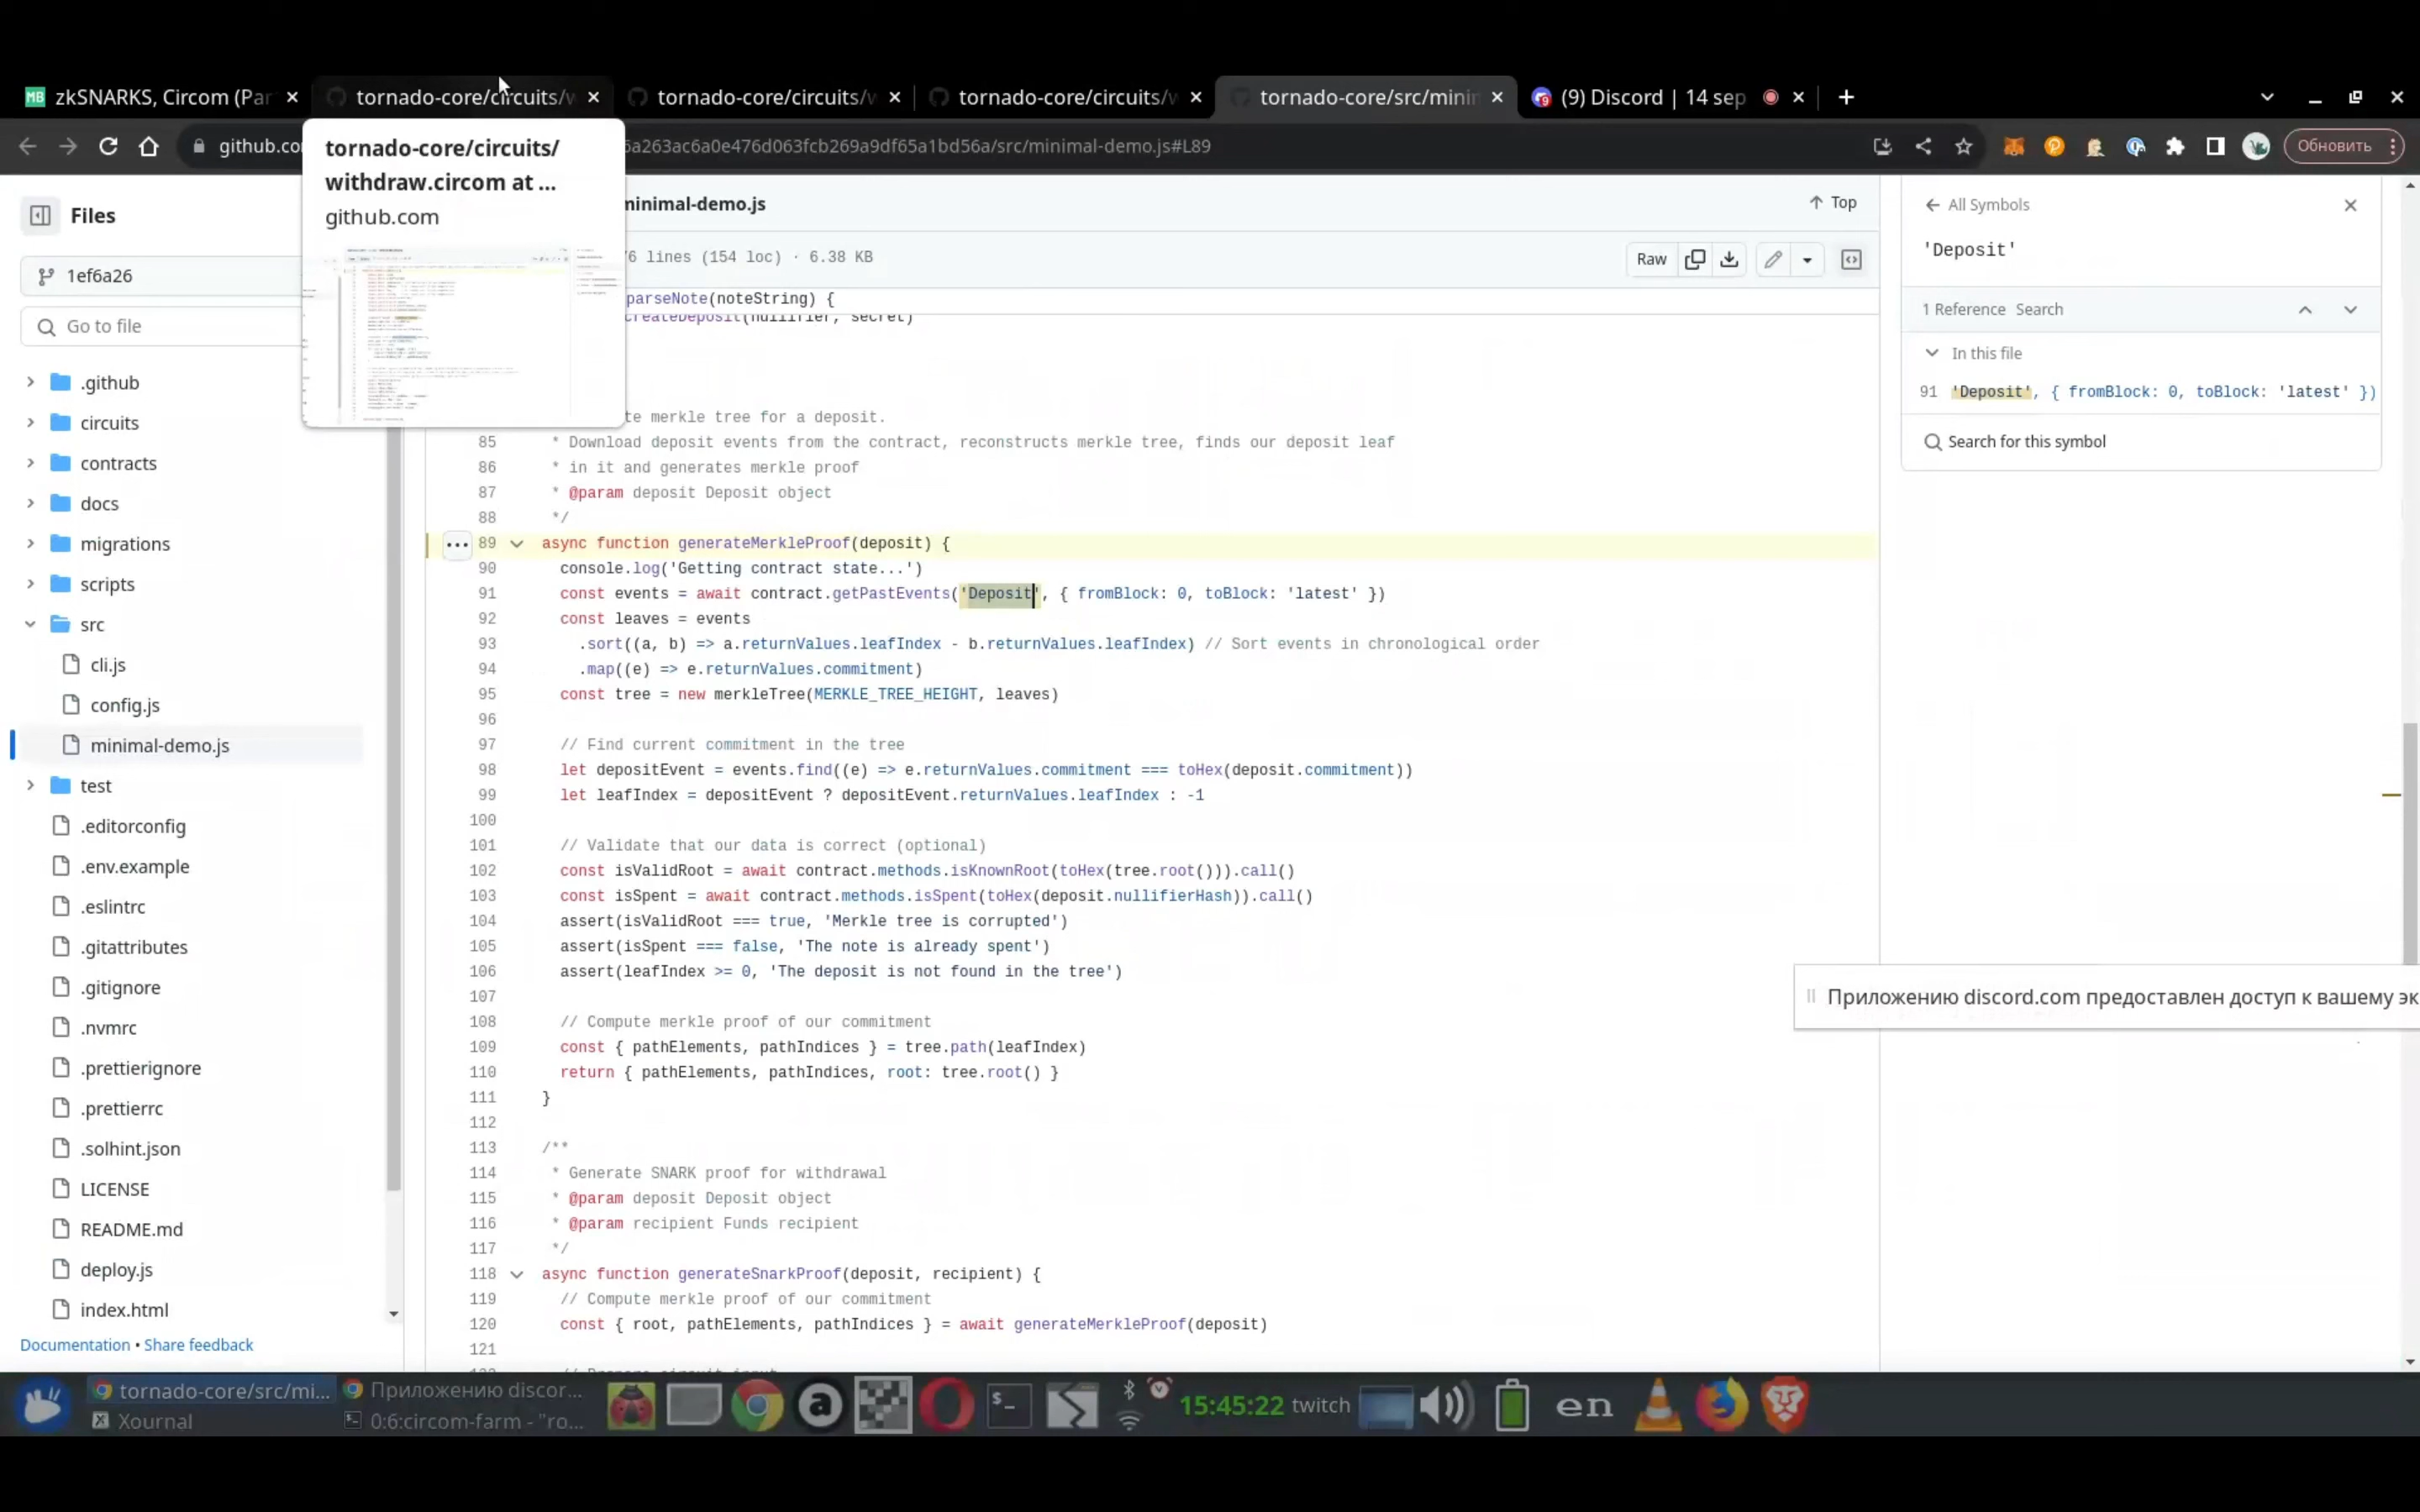 zkSNARKS, Circom (Par
tornado-core/circuits/w
tornado-core/circuits/w
tornado-core/circuits/w
tornado-core/src/minim
(9) Discord | 14 sep
github.co
6a263ac6a0e476d063fcb269a9df65a1bd56a/src/minimal-demo.js#L89
Обновить
tornado-core/circuits/
withdraw.circom at ...
github.com
Files
1ef6a26
Go to file
.github
circuits
contracts
docs
migrations
scripts
src
cli.js
config.js
minimal-demo.js
test
.editorconfig
.env.example
.eslintrc
.gitattributes
.gitignore
.nvmrc
.prettierignore
.prettierrc
.solhint.json
LICENSE
README.md
deploy.js
index.html
Documentation • Share feedback
minimal-demo.js
Top
6 lines (154 loc) · 6.38 KB
Raw
parseNote(noteString) {
createDeposit(nullifier, secret)
te merkle tree for a deposit.
85 * Download deposit events from the contract, reconstructs merkle tree, finds our deposit leaf
86 * in it and generates merkle proof
87 * @param deposit Deposit object
88 */
89 async function generateMerkleProof(deposit) {
90 console.log('Getting contract state...')
91 const events = await contract.getPastEvents('Deposit', { fromBlock: 0, toBlock: 'latest' })
92 const leaves = events
93 .sort((a, b) => a.returnValues.leafIndex - b.returnValues.leafIndex) // Sort events in chronological order
94 .map((e) => e.returnValues.commitment)
95 const tree = new merkleTree(MERKLE_TREE_HEIGHT, leaves)
96
97 // Find current commitment in the tree
98 let depositEvent = events.find((e) => e.returnValues.commitment === toHex(deposit.commitment))
99 let leafIndex = depositEvent ? depositEvent.returnValues.leafIndex : -1
100
101 // Validate that our data is correct (optional)
102 const isValidRoot = await contract.methods.isKnownRoot(toHex(tree.root())).call()
103 const isSpent = await contract.methods.isSpent(toHex(deposit.nullifierHash)).call()
104 assert(isValidRoot === true, 'Merkle tree is corrupted')
105 assert(isSpent === false, 'The note is already spent')
106 assert(leafIndex >= 0, 'The deposit is not found in the tree')
107
108 // Compute merkle proof of our commitment
109 const { pathElements, pathIndices } = tree.path(leafIndex)
110 return { pathElements, pathIndices, root: tree.root() }
111 }
112
113 /**
114 * Generate SNARK proof for withdrawal
115 * @param deposit Deposit object
116 * @param recipient Funds recipient
117 */
118 async function generateSnarkProof(deposit, recipient) {
119 // Compute merkle proof of our commitment
120 const { root, pathElements, pathIndices } = await generateMerkleProof(deposit)
121
All Symbols
'Deposit'
1 Reference Search
In this file
91 'Deposit', { fromBlock: 0, toBlock: 'latest' })
Search for this symbol
Приложению discord.com предоставлен доступ к вашему эк
tornado-core/src/mi...
Приложению discor...
Xournal
0:6:circom-farm - "ro...
15:45:22 twitch
en